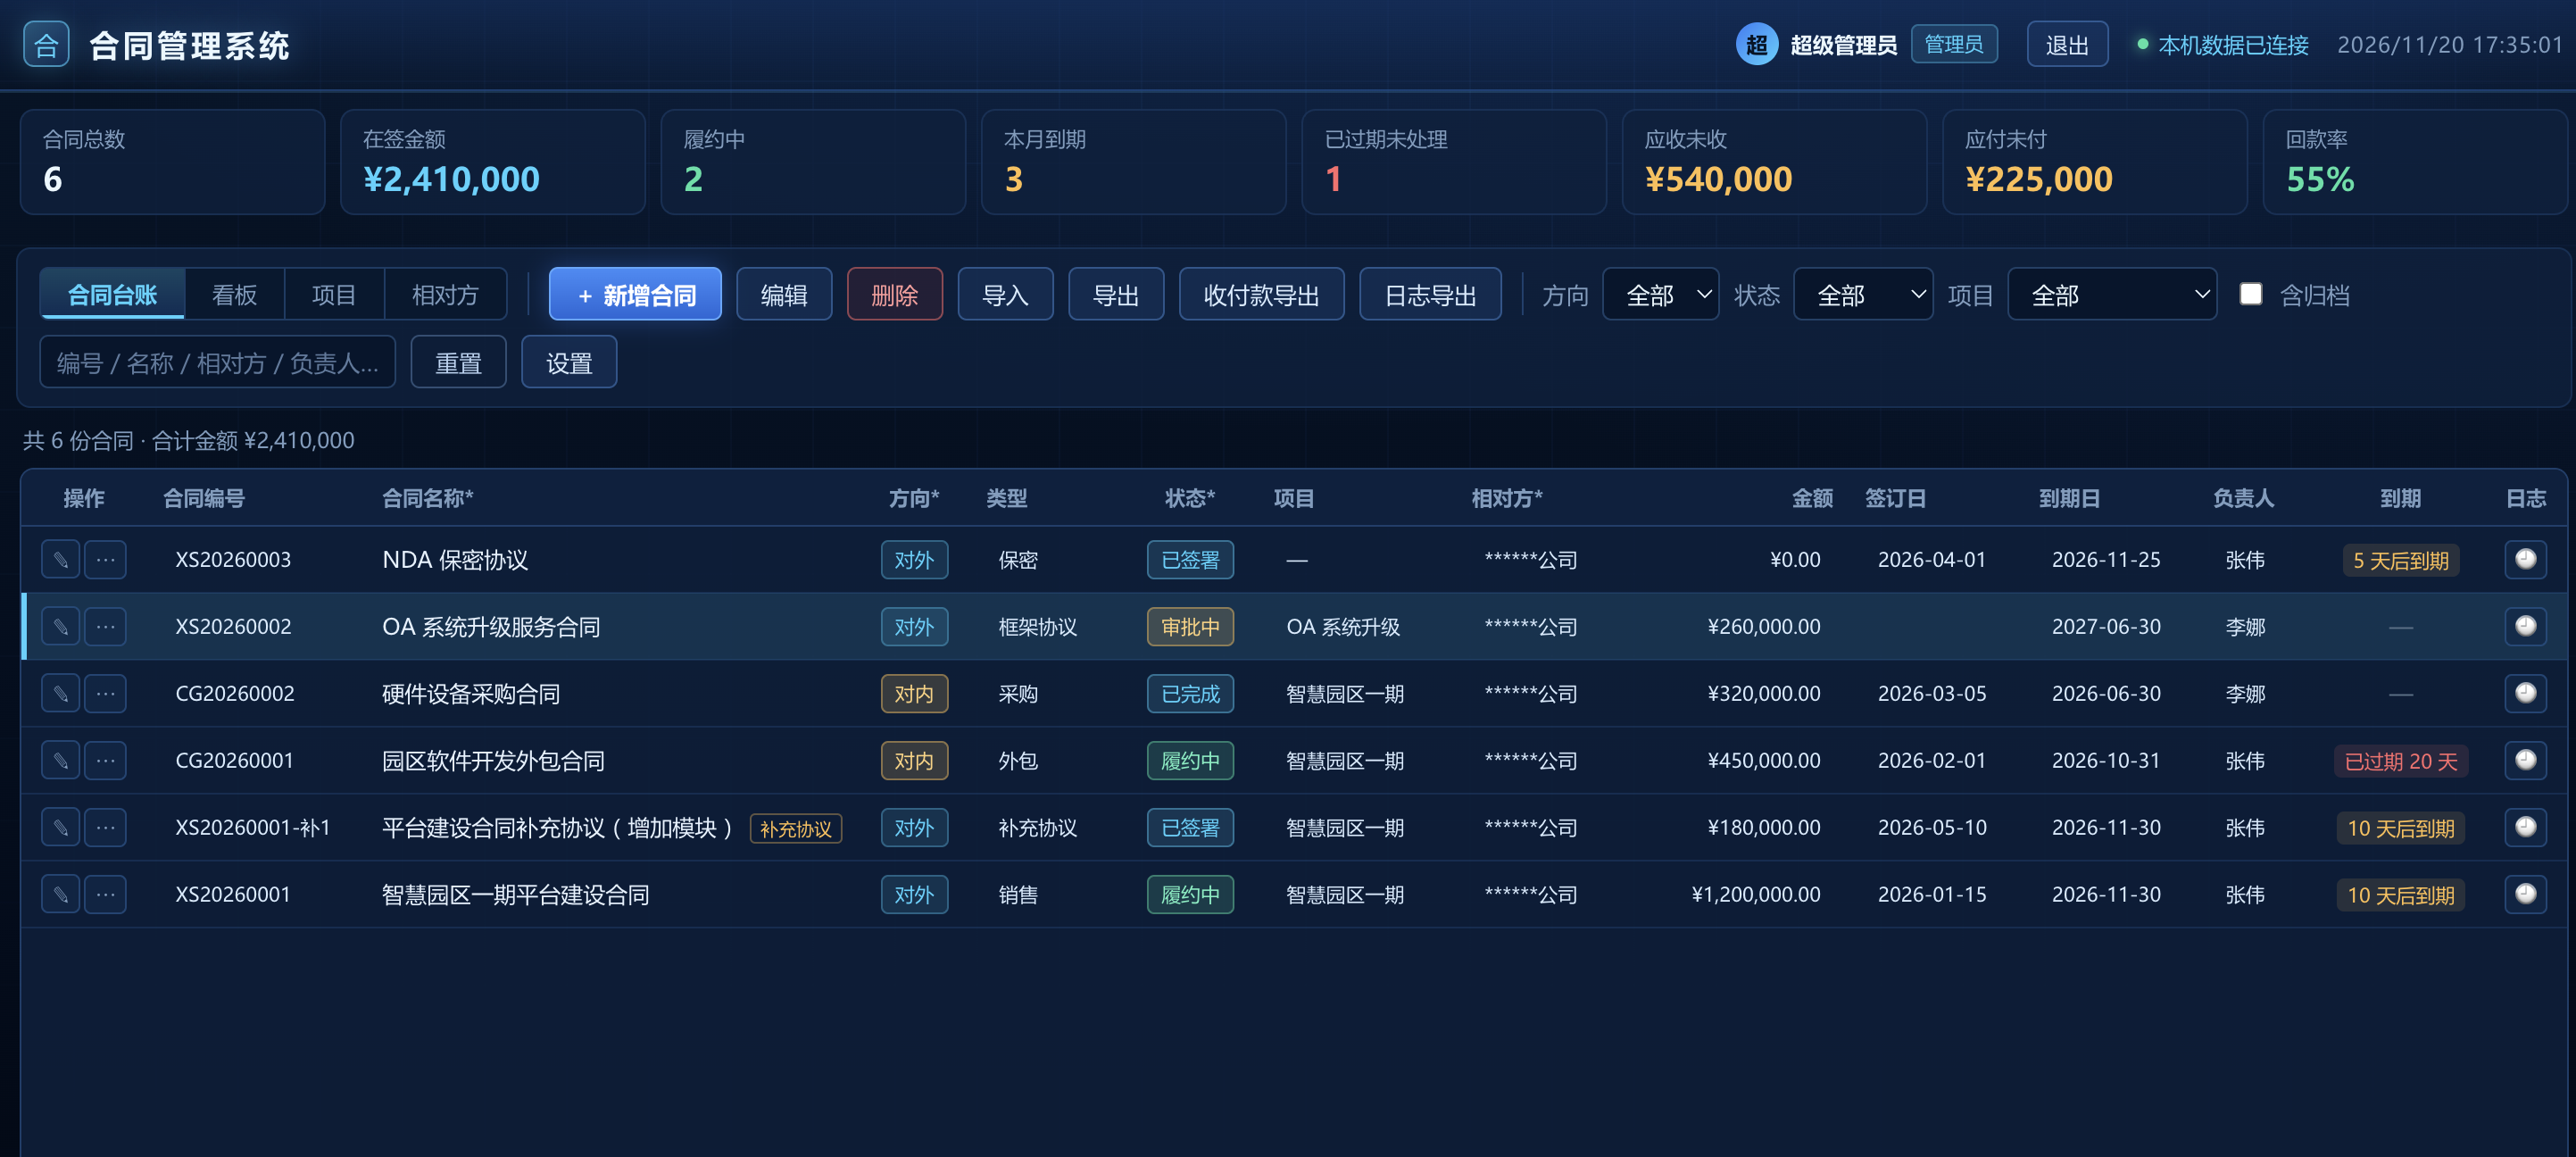 合 合同管理系统 超 超级管理员 管理员 退出 本机数据已连接 2026/11/20 17:35:01
合同总数 在签金额 履约中 本月到期 已过期未处理 应收未收 应付未付 回款率
6 ¥2,410,000 2 3 1 ¥540,000 ¥225,000 55%
合同台账 看板 项目 相对方 + 新增合同 编辑 删除 导入 导出 收付款导出 日志导出 方向 全部 状态 全部 项目 全部 含归档
编号 / 名称 / 相对方 / 负责人... 重置 设置
共 6 份合同 · 合计金额 ¥2,410,000
操作 合同编号 合同名称* 方向* 类型 状态* 项目 相对方* 金额 签订日 到期日 负责人 到期 日志
XS20260003 NDA 保密协议 对外 保密 已签署 — ******公司 ¥0.00 2026-04-01 2026-11-25 张伟 5 天后到期
XS20260002 OA 系统升级服务合同 对外 框架协议 审批中 OA 系统升级 ******公司 ¥260,000.00 2027-06-30 李娜 —
CG20260002 硬件设备采购合同 对内 采购 已完成 智慧园区一期 ******公司 ¥320,000.00 2026-03-05 2026-06-30 李娜 —
CG20260001 园区软件开发外包合同 对内 外包 履约中 智慧园区一期 ******公司 ¥450,000.00 2026-02-01 2026-10-31 张伟 已过期 20 天
XS20260001-补1 平台建设合同补充协议（增加模块） 补充协议 对外 补充协议 已签署 智慧园区一期 ******公司 ¥180,000.00 2026-05-10 2026-11-30 张伟 10 天后到期
XS20260001 智慧园区一期平台建设合同 对外 销售 履约中 智慧园区一期 ******公司 ¥1,200,000.00 2026-01-15 2026-11-30 张伟 10 天后到期